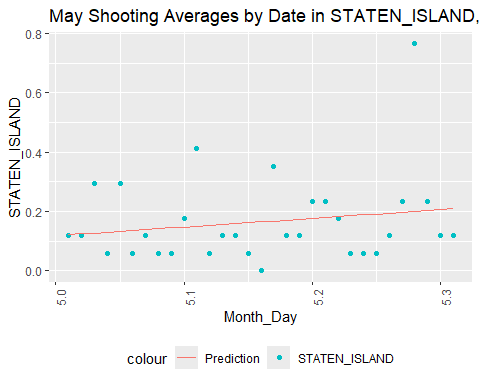 May Shooting Averages by Date in STATEN_ISLAND,
STATEN_ISLAND
0.8
0.6
0.4
0.2
0.0
5.0
5.1
5.2
5.3
Month_Day
colour
Prediction
STATEN_ISLAND